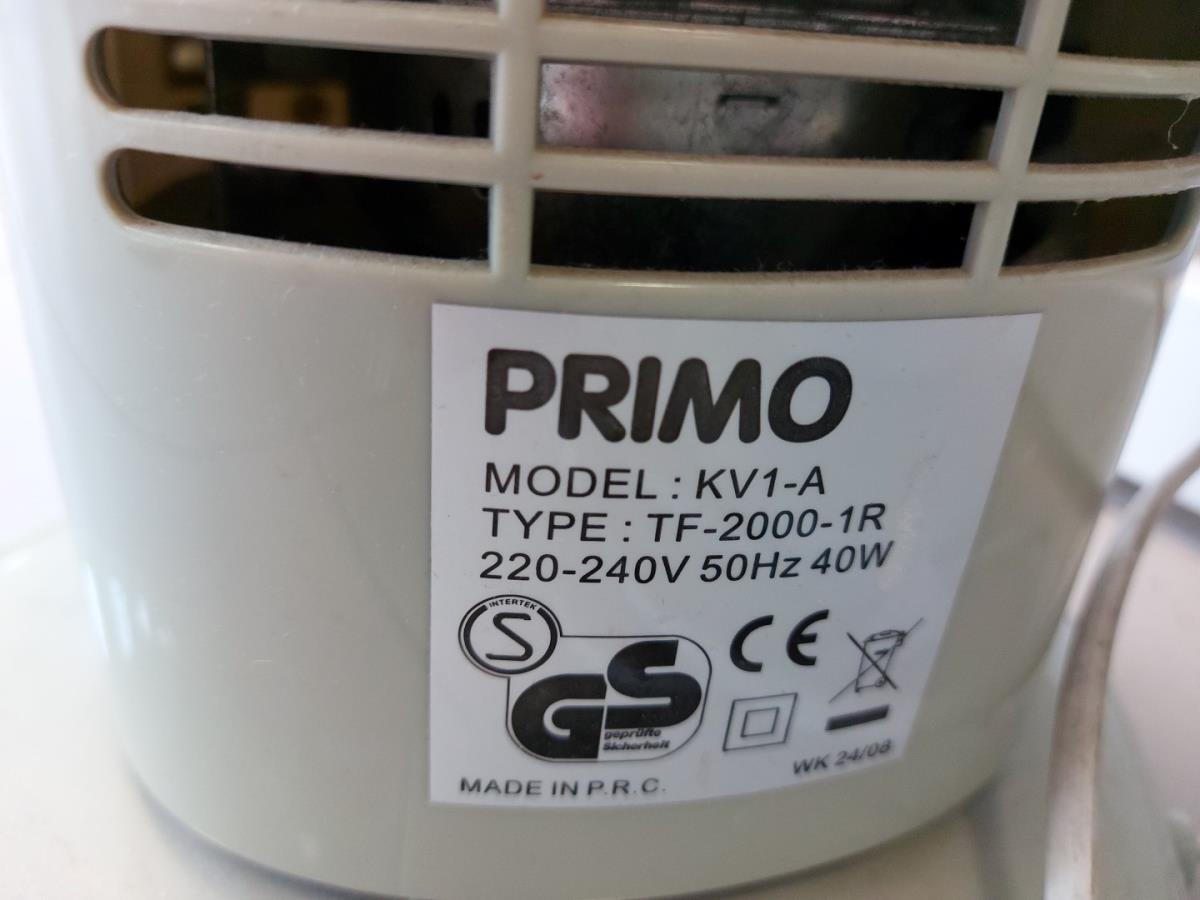 PRIMO
MODEL : KV1-A
TYPE : TF-2000-1R
220-240V 50Hz 40W
INTERTEK
S
GS
geprüfte
Sicherheit
CE
MADE IN P.R.C.
WK 24/08